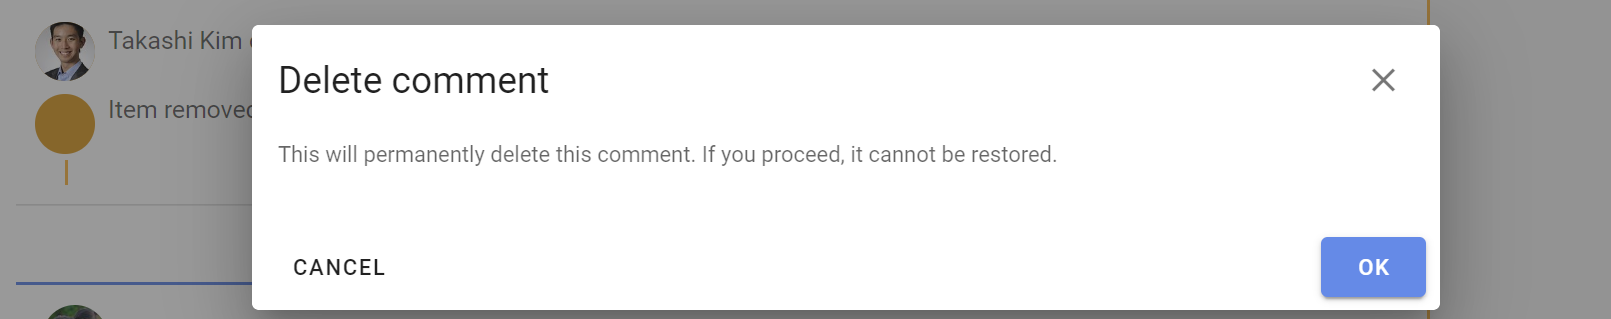 Takashi Kim
Item removed
Delete comment
This will permanently delete this comment. If you proceed, it cannot be restored.
CANCEL
OK